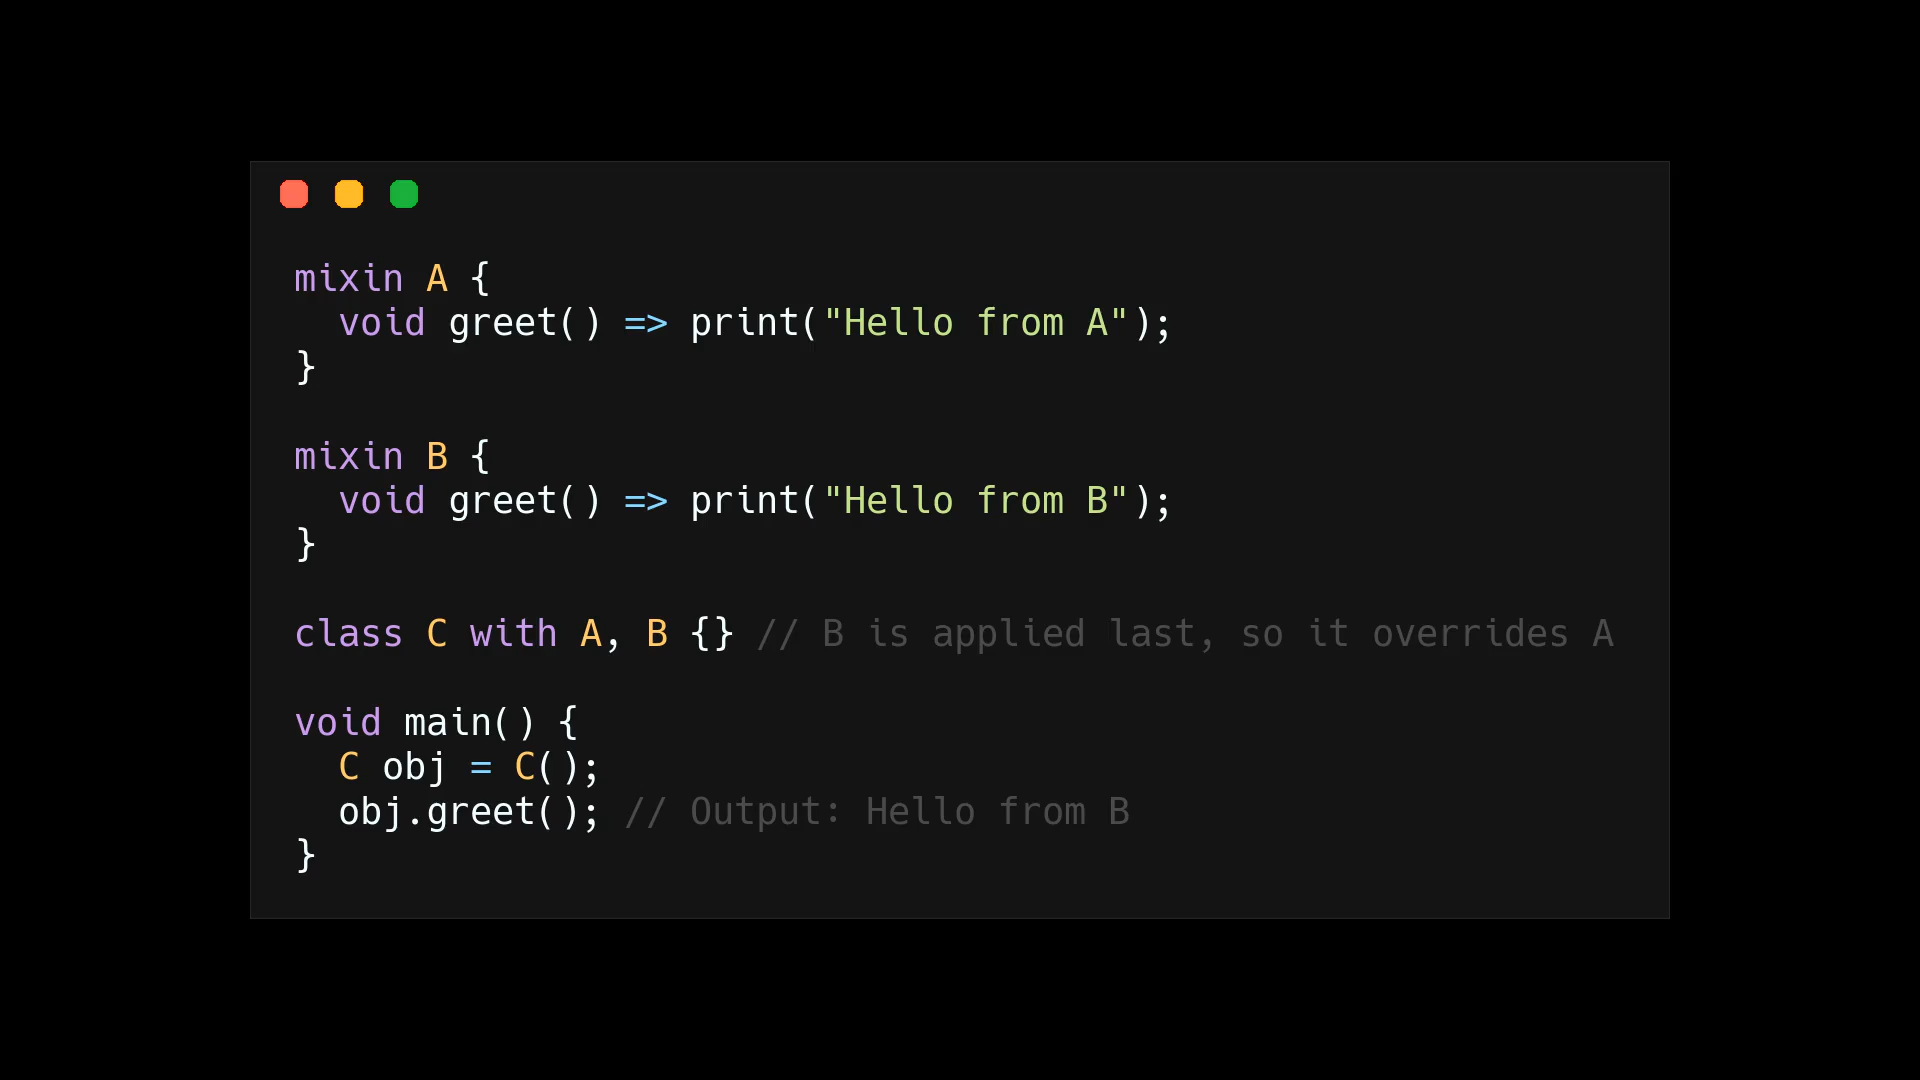 mixin A {
  void greet() => print("Hello from A");
}
mixin B {
  void greet() => print("Hello from B");
}
class C with A, B {} // B is applied last, so it overrides A
void main() {
  C obj = C();
  obj.greet(); // Output: Hello from B
}